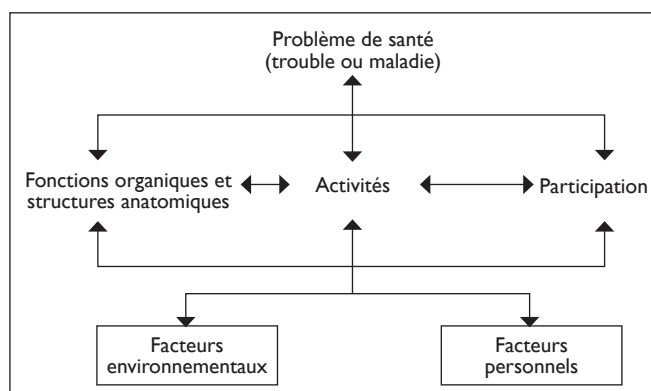 Problème de santé
(trouble ou maladie)
Fonctions organiques et
structures anatomiques
Activités
Participation
Facteurs
environnementaux
Facteurs
personnels